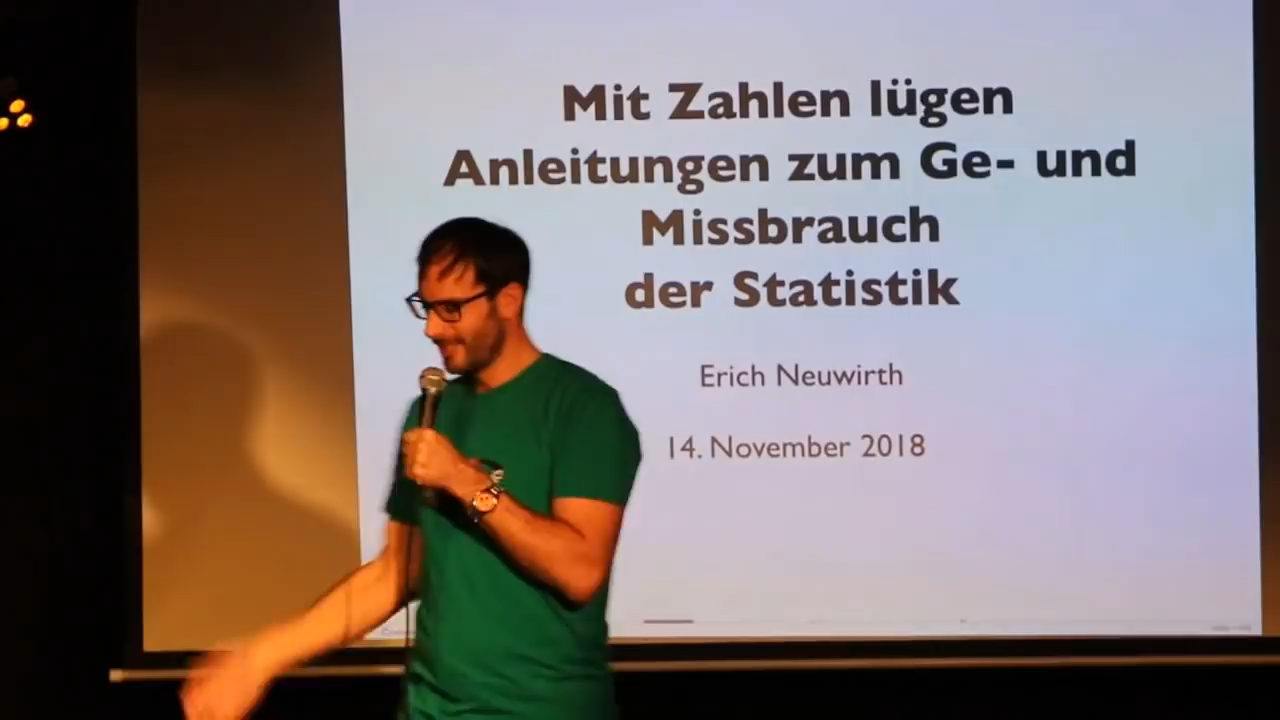 Mit Zahlen lügen
Anleitungen zum Ge- und
Missbrauch
der Statistik
Erich Neuwirth
14. November 2018